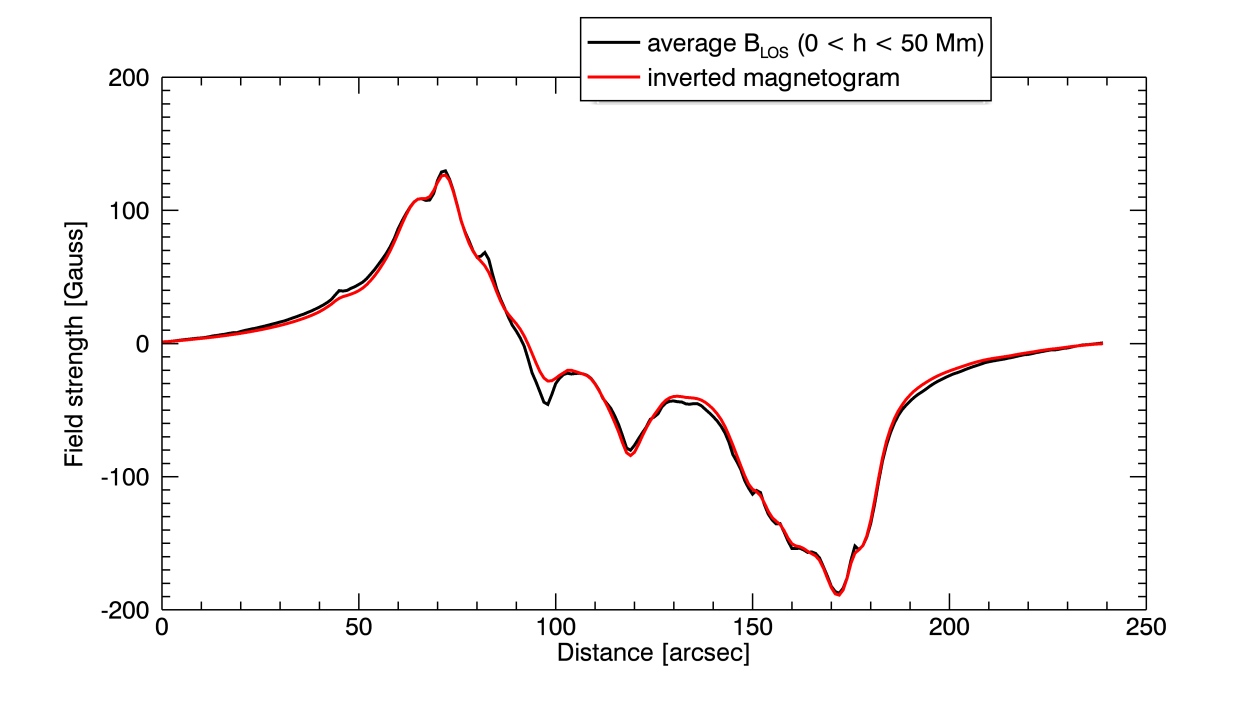 average B_LOS (0 < h < 50 Mm)
inverted magnetogram
200
100
0
-100
-200
Field strength [Gauss]
0 50 100 150 200 250
Distance [arcsec]